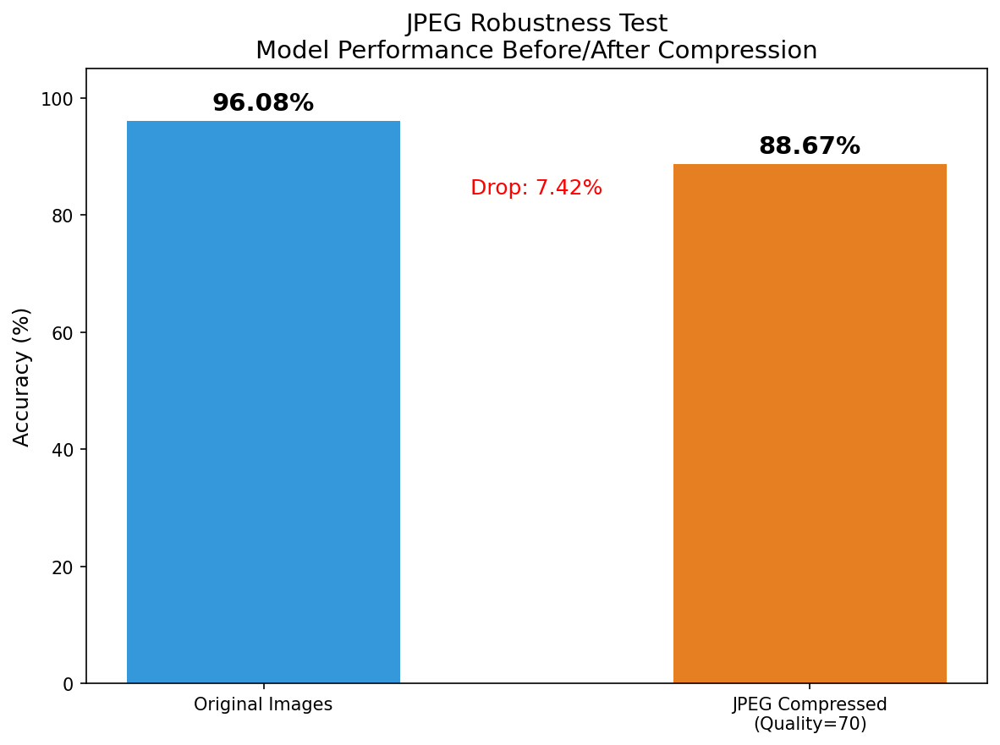 JPEG Robustness Test
Model Performance Before/After Compression
Accuracy (%)
100
80
60
40
20
0
96.08%
Drop: 7.42%
88.67%
Original Images
JPEG Compressed
(Quality=70)